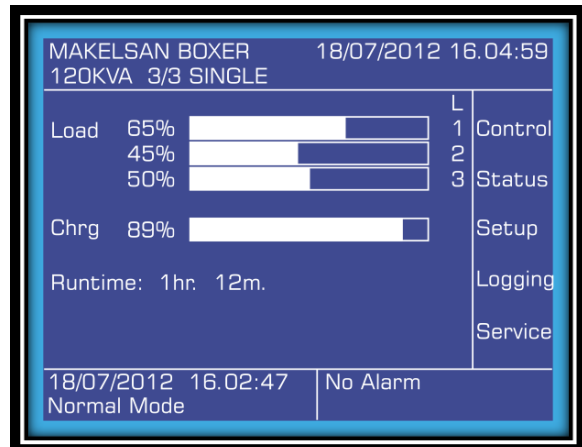 MAKELSAN BOXER 18/07/2012 16.04:59
120KVA 3/3 SINGLE
L
Load 65% 1 Control
45% 2
50% 3 Status
Chrg 89% Setup
Runtime: 1hr. 12m. Logging
Service
18/07/2012 16.02:47 No Alarm
Normal Mode